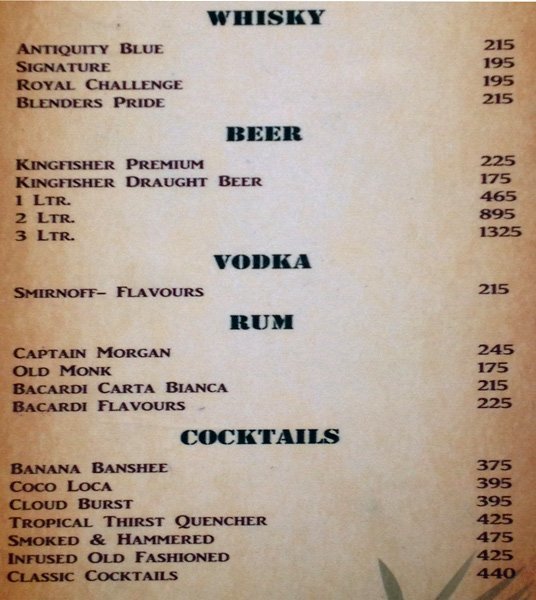 WHISKY
ANTIQUITY BLUE 215
SIGNATURE 195
ROYAL CHALLENGE 195
BLENDERS PRIDE 215
BEER
KINGFISHER PREMIUM 225
KINGFISHER DRAUGHT BEER 175
1 LTR. 465
2 LTR. 895
3 LTR. 1325
VODKA
SMIRNOFF- FLAVOURS 215
RUM
CAPTAIN MORGAN 245
OLD MONK 175
BACARDI CARTA BIANCA 215
BACARDI FLAVOURS 225
COCKTAILS
BANANA BANSHEE 375
COCO LOCA 395
CLOUD BURST 395
TROPICAL THIRST QUENCHER 425
SMOKED & HAMMERED 475
INFUSED OLD FASHIONED 425
CLASSIC COCKTAILS 440